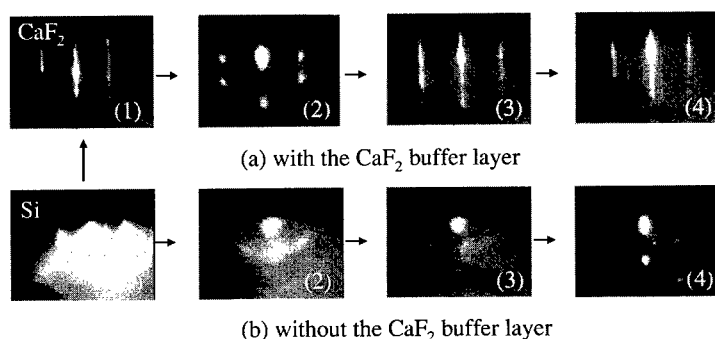 CaF₂
(1)
(2)
(3)
(4)
(a) with the CaF₂ buffer layer
Si
(2)
(3)
(4)
(b) without the CaF₂ buffer layer